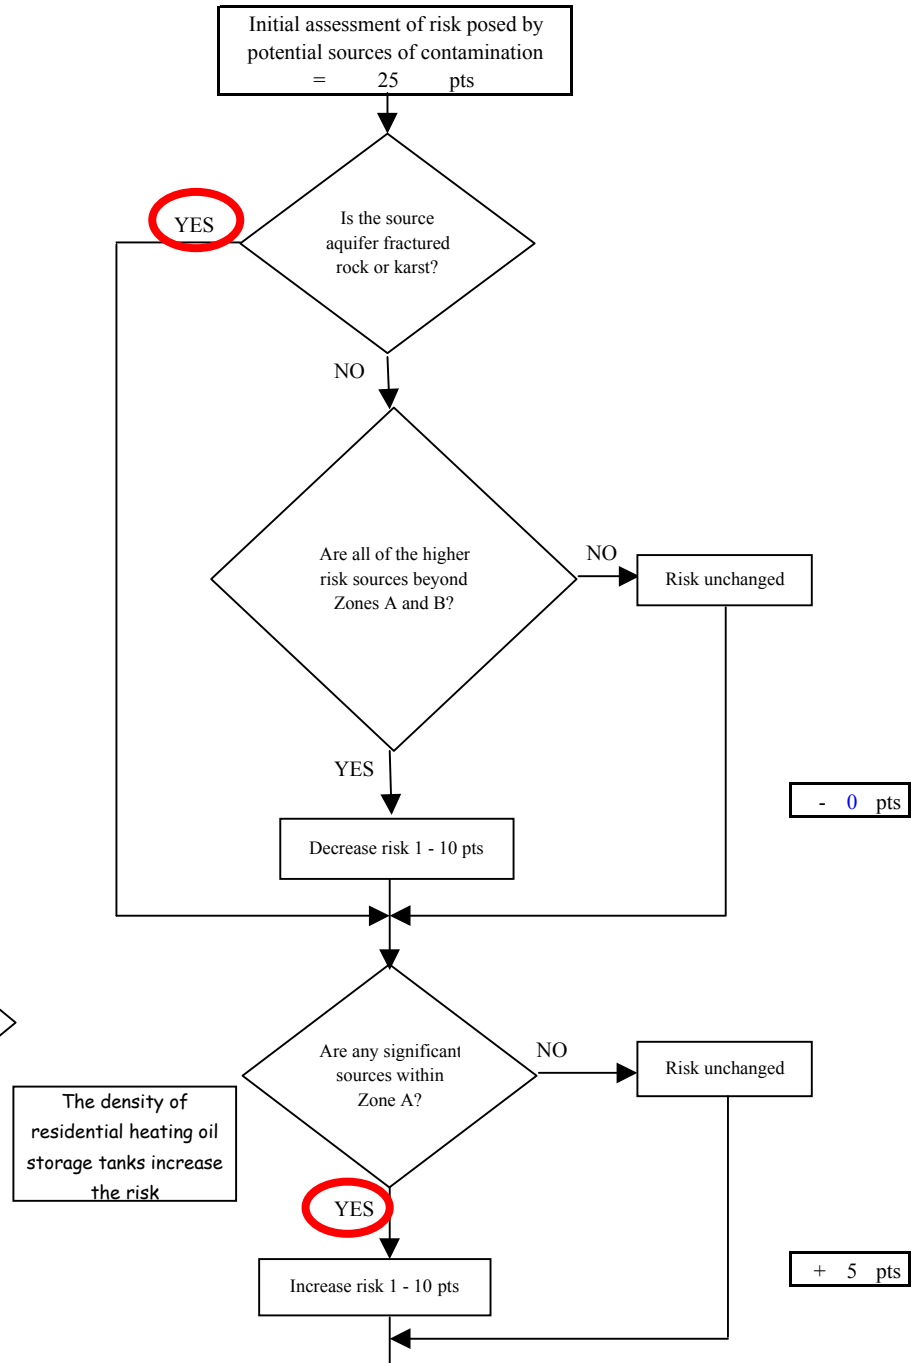 Initial assessment of risk posed by
potential sources of contamination
= 25 pts
YES
Is the source
aquifer fractured
rock or karst?
NO
Are all of the higher
risk sources beyond
Zones A and B?
NO
Risk unchanged
YES
- 0 pts
Decrease risk 1 - 10 pts
Are any significant
sources within
Zone A?
NO
Risk unchanged
The density of
residential heating oil
storage tanks increase
the risk
YES
+ 5 pts
Increase risk 1 - 10 pts